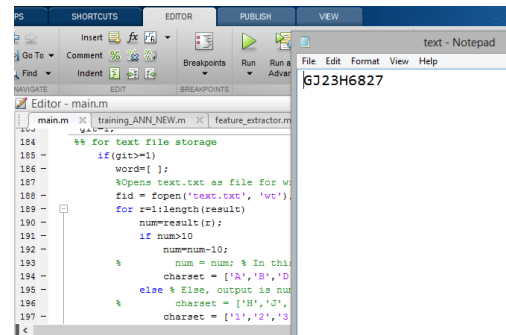 PS SHORTCUTS EDITOR PUBLISH VIEW
Insert fx
Go To Comment % Breakpoints Run Run a
Find Indent Advan
NAVIGATE EDIT BREAKPOINTS
text - Notepad
File Edit Format View Help
GJ23H6827
Editor - main.m
main.m training_ANN_NEW.m feature_extractor.m
184 %% for text file storage
185 - if(git>=1)
186 - word=[ ];
187 %Opens text.txt as file for w
188 - fid = fopen('text.txt', 'wt')
189 - for r=1:length(result)
190 - num=result(r);
191 - if num>10
192 - num=num-10;
193 % num = num; % In this
194 - charset = ['A','B','D
195 - else % Else, output is num
196 % charset = ['H','J',
197 - charset = ['1','2','3